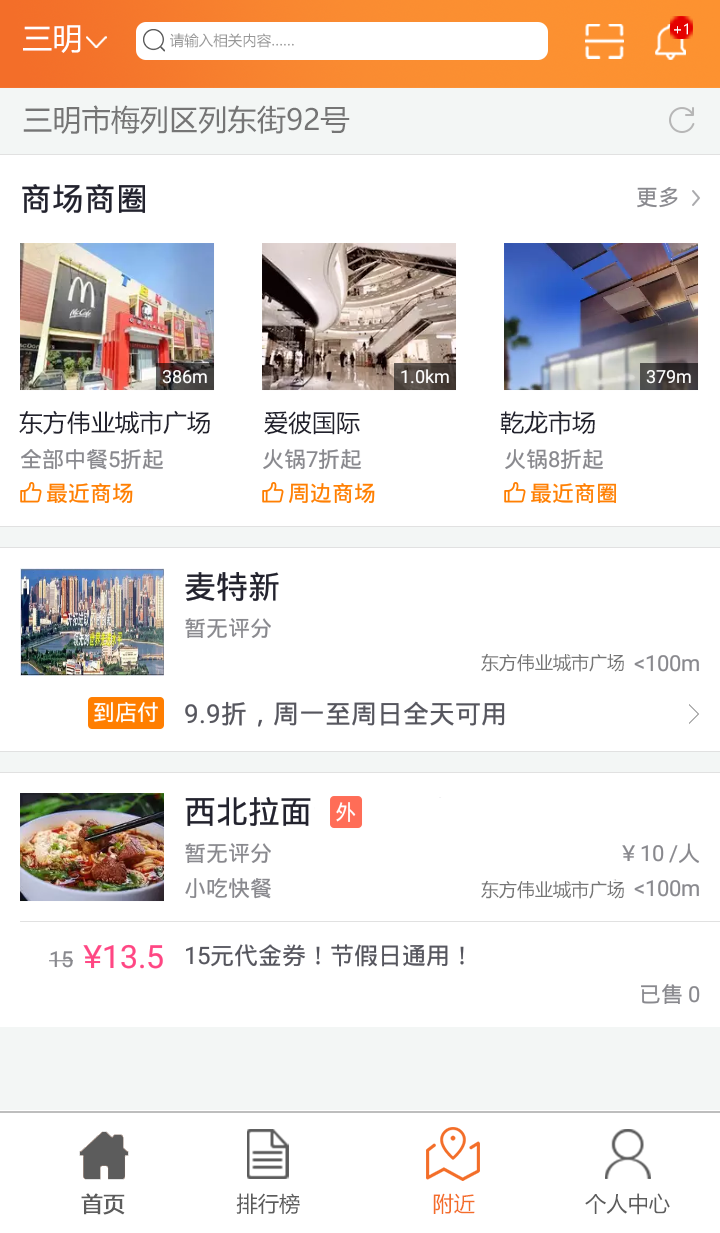 三明
请输入相关内容......
+1
三明市梅列区列东街92号
商场商圈
更多
McCafé
386m
1.0km
379m
东方伟业城市广场
爱彼国际
乾龙市场
全部中餐5折起
火锅7折起
火锅8折起
最近商场
周边商场
最近商圈
麦特新
暂无评分
东方伟业城市广场 <100m
到店付
9.9折，周一至周日全天可用
西北拉面 外
暂无评分
¥ 10 /人
小吃快餐
东方伟业城市广场 <100m
15 ¥13.5
15元代金券！节假日通用！
已售 0
首页
排行榜
附近
个人中心